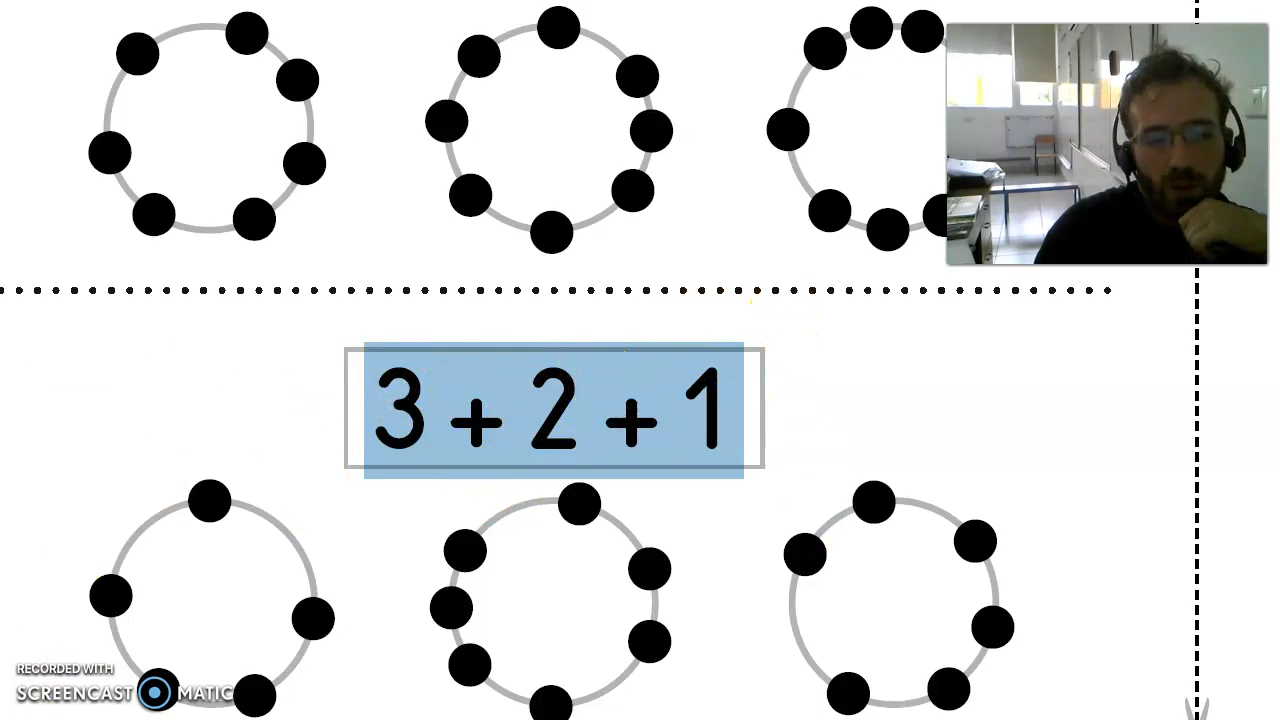 3 + 2 + 1
RECORDED WITH
SCREENCAST MATIC